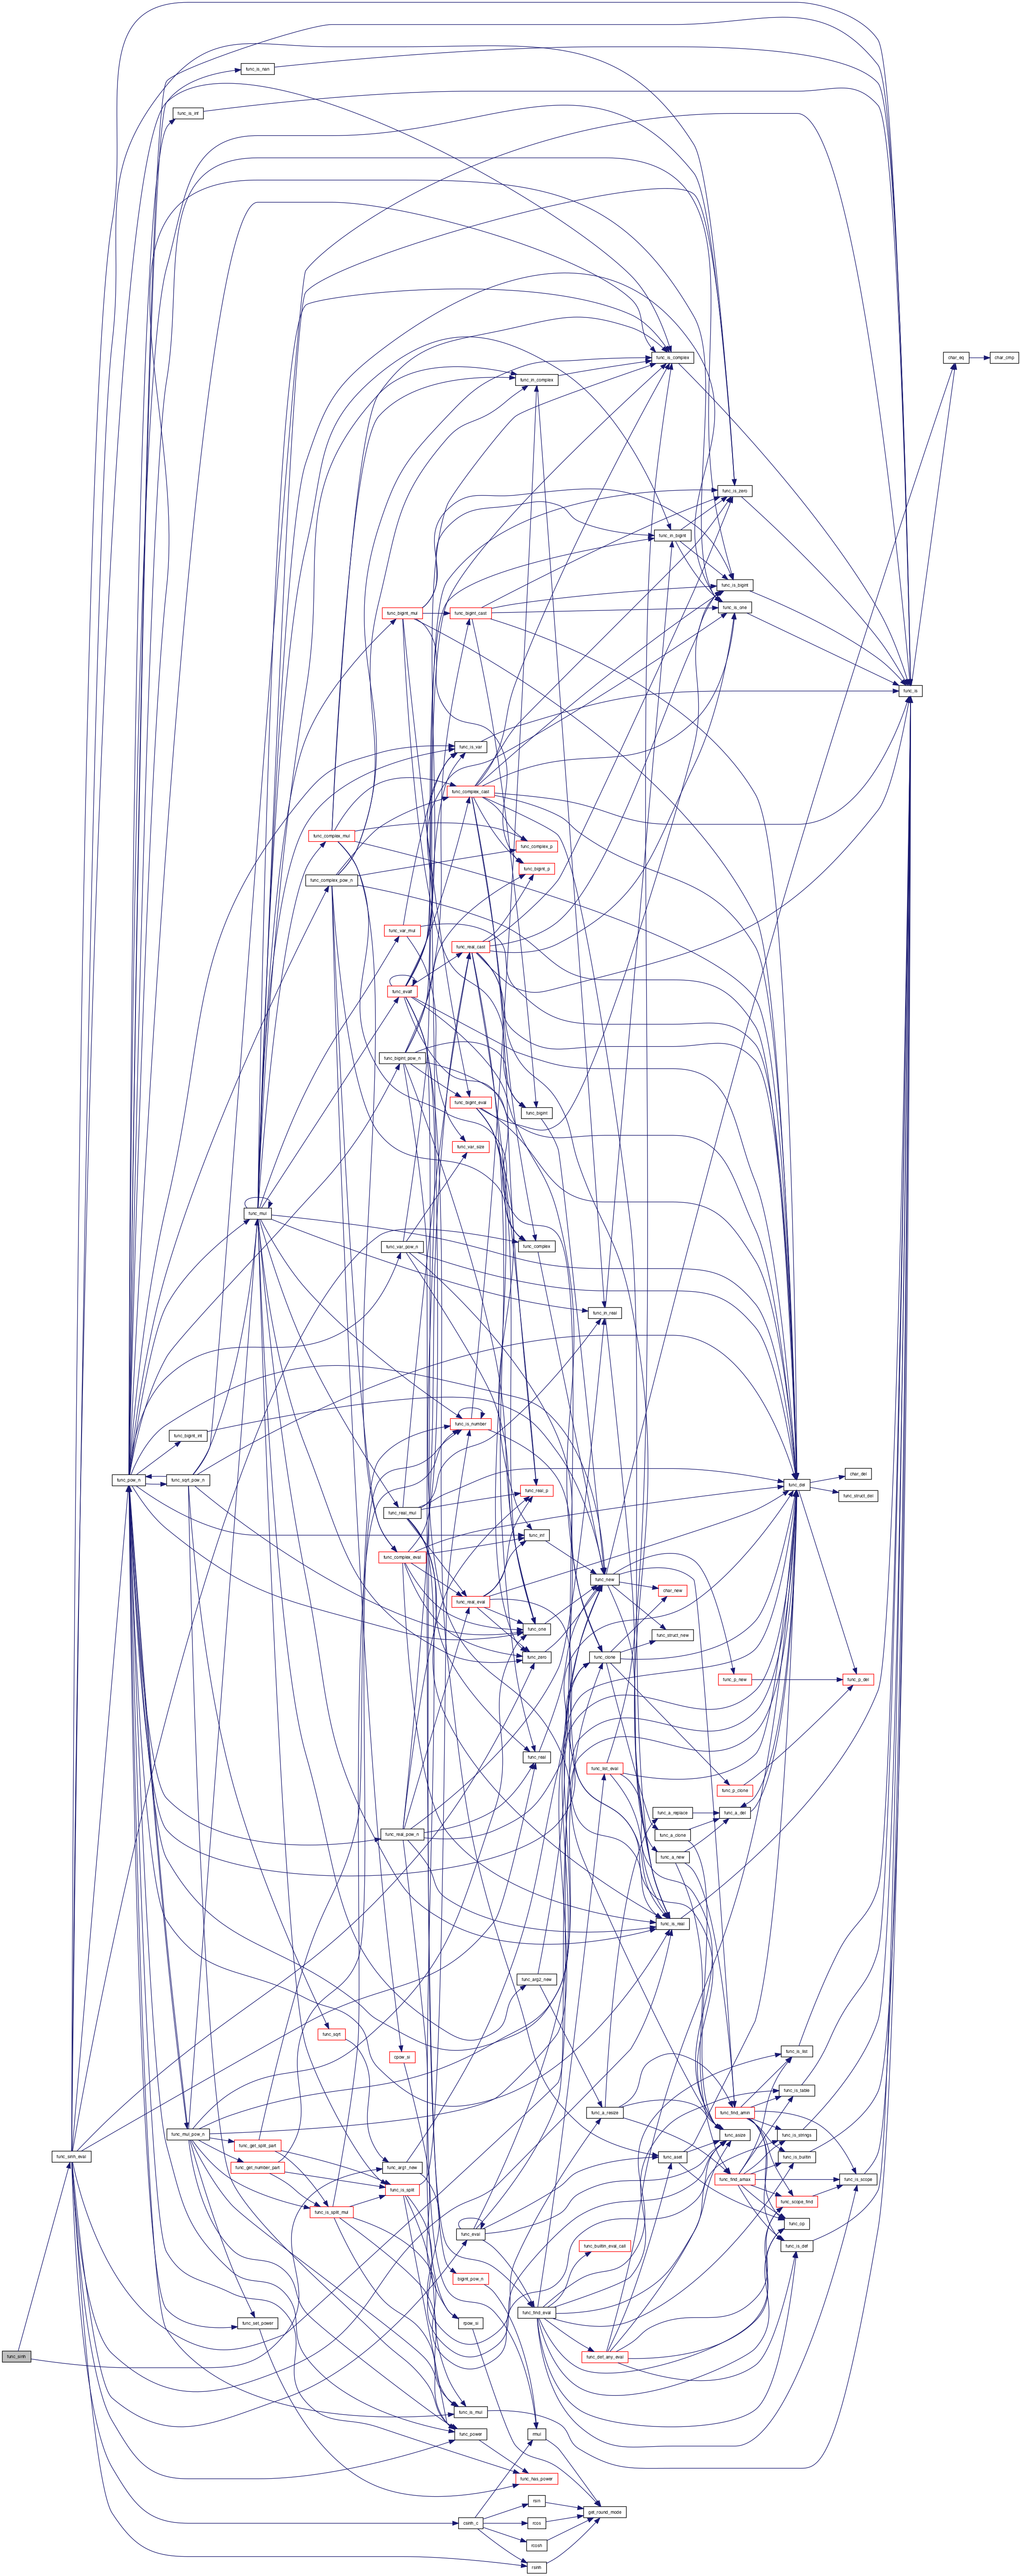 func_is_nan
func_is_inf
func_is_complex
char_eq
char_cmp
func_in_complex
func_is_zero
func_in_bigint
func_is_bigint
func_is_one
func_bigint_mul
func_bigint_cast
func_is
func_is_var
func_complex_cast
func_complex_mul
func_complex_p
func_bigint_p
func_complex_pow_n
func_var_mul
func_real_cast
func_eval
func_bigint_pow_n
func_bigint_eval
func_bigint
func_var_size
func_mul
func_var_pow_n
func_complex
func_in_real
func_is_number
func_bigint_int
func_pow_n
func_sqrt_pow_n
func_real_p
func_del
char_del
func_struct_del
func_real_mul
func_inf
func_complex_eval
func_new
char_new
func_real_eval
func_one
func_struct_new
func_zero
func_clone
func_p_new
func_p_del
func_real
func_list_eval
func_p_clone
func_a_replace
func_a_del
func_real_pow_n
func_a_clone
func_a_new
func_is_real
func_arg2_new
func_sqrt
cpow_si
func_is_list
func_is_table
func_a_resize
func_find_amin
func_mul_pow_n
func_asize
func_is_strings
func_get_split_part
func_sinh_eval
func_aset
func_is_builtin
func_get_number_part
func_arg1_new
func_find_amax
func_is_scope
func_is_split
func_scope_find
func_is_split_mul
func_op
func_eval
func_is_def
func_builtin_eval_call
bigint_pow_n
func_find_eval
func_set_power
rpow_si
func_sinh
func_def_any_eval
func_is_mul
func_power
rmul
func_has_power
rsin
get_round_mode
csinh_c
rcos
rcosh
rsinh